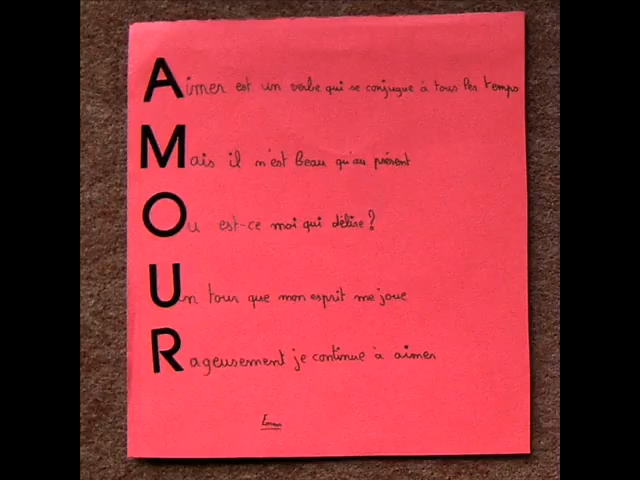 Aimer est un verbe qui se conjugue à tous les temps
Mais il n'est beau qu'au présent
Ou est-ce moi qui délire?
Un tour que mon esprit me joue
Rageusement je continue à aimer